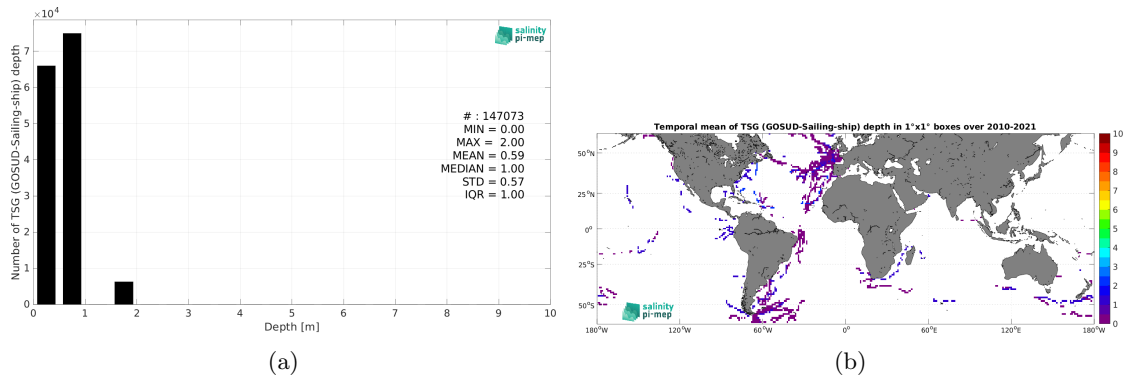 ×10⁴
7
6
5
4
3
2
1
0
Number of TSG (GOSUD-Sailing-ship) depth
salinity
pi-mep
# : 147073
MIN = 0.00
MAX = 2.00
MEAN = 0.59
MEDIAN = 1.00
STD = 0.57
IQR = 1.00
0 1 2 3 4 5 6 7 8 9 10
Depth [m]
(a)
Temporal mean of TSG (GOSUD-Sailing-ship) depth in 1°x1° boxes over 2010-2021
50°N
25°N
0°
25°S
50°S
salinity
pi-mep
180°W 120°W 60°W 0° 60°E 120°E 180°E
10
9
8
7
6
5
4
3
2
1
0
(b)